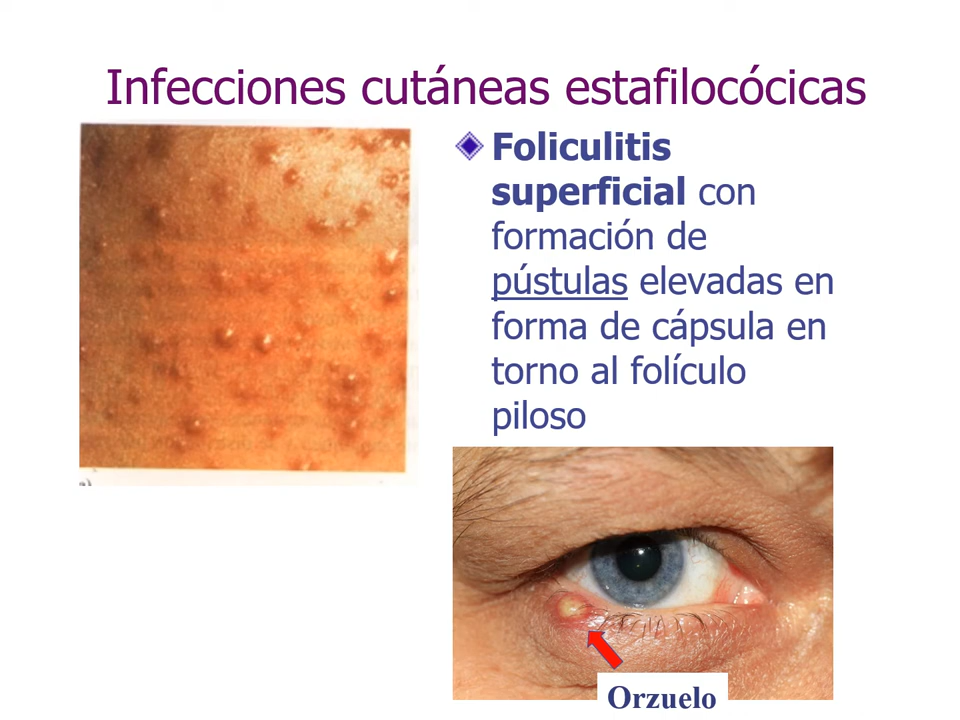 Infecciones cutáneas estafilocócicas
Foliculitis
superficial con
formación de
pústulas elevadas en
forma de cápsula en
torno al folículo
piloso
Orzuelo